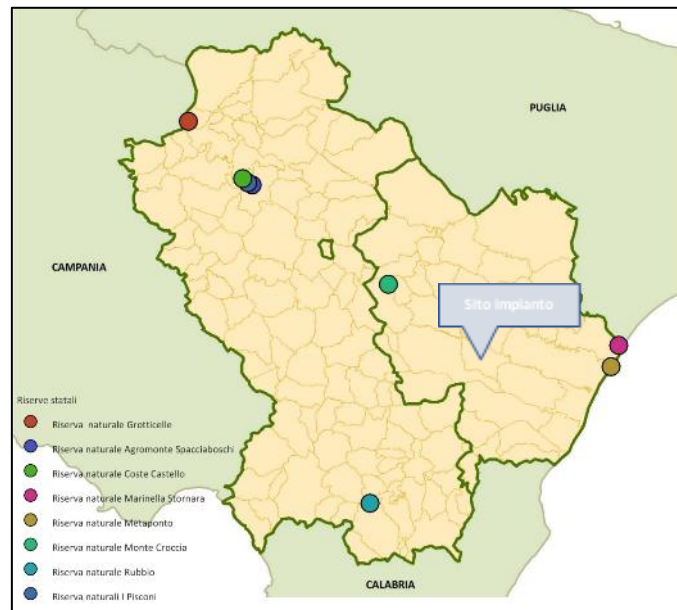 PUGLIA
CAMPANIA
Sito Impianto
Riserve statali
Riserva naturale Grotticelle
Riserva naturale Agromonte Spacciaboschi
Riserva naturale Coste Castello
Riserva naturale Marinella Stornara
Riserva naturale Metaponto
Riserva naturale Monte Croccia
Riserva naturale Rubbio
Riserva naturali I Pisconi
CALABRIA